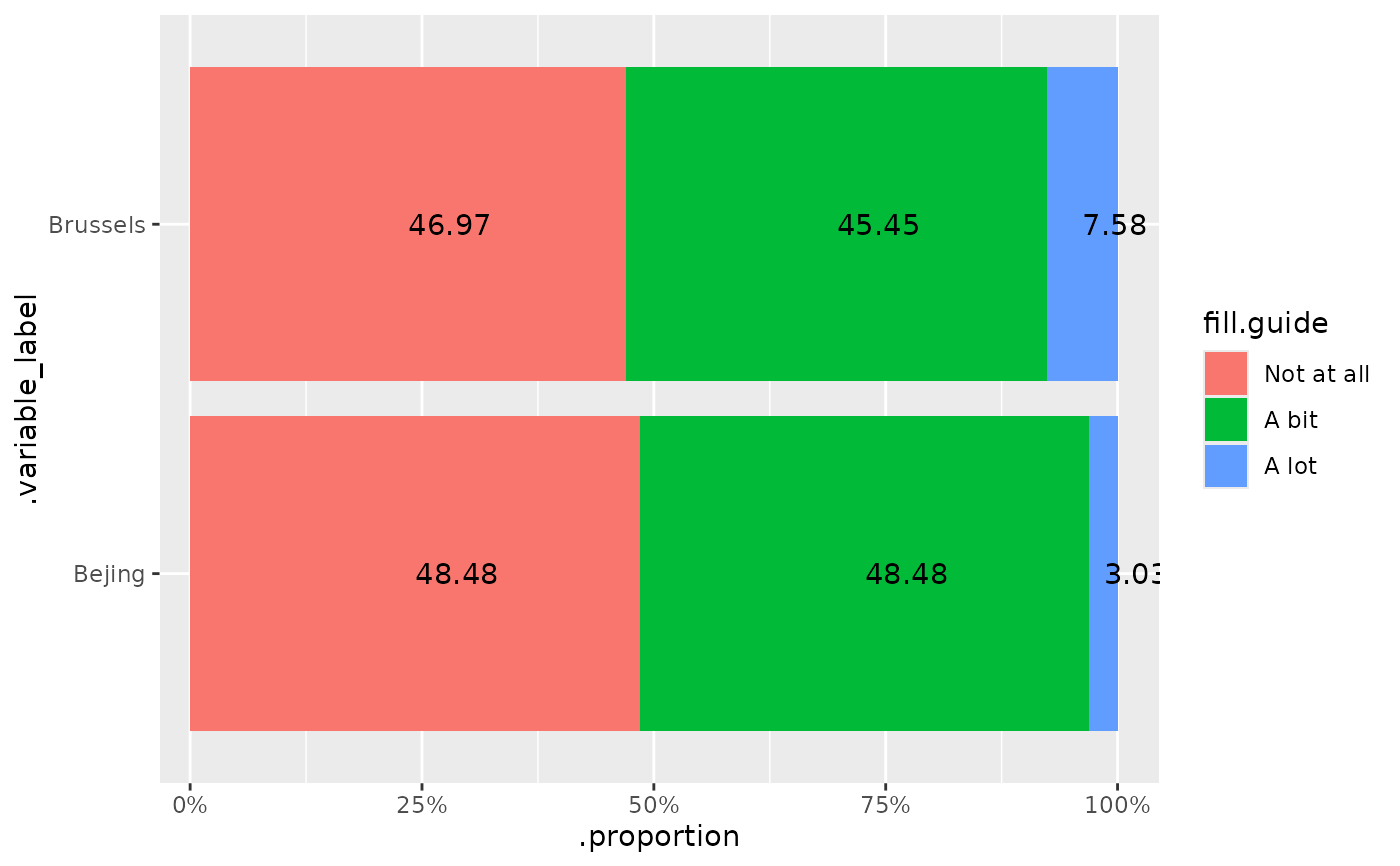 Brussels
46.97
45.45
7.58
Bejing
48.48
48.48
3.03
.variable_label
0%
25%
50%
75%
100%
.proportion
fill.guide
Not at all
A bit
A lot